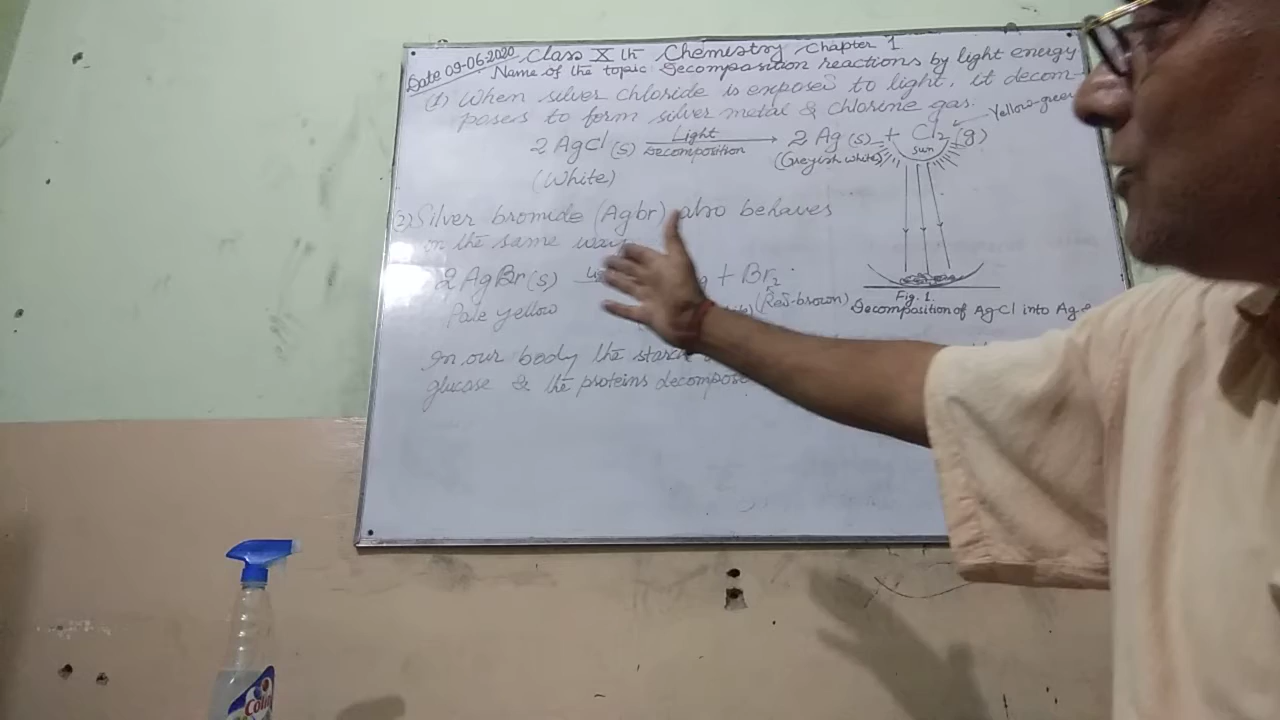 Date 09-06-2020 Class X th Chemistry Chapter 1
Name of the topic: Decomposition reactions by light energy
(1) When silver chloride is exposed to light, it decom-
poses to form silver metal & chlorine gas.
Yellow-green
2 AgCl (s) Light Decomposition 2 Ag (s) + Cl2 (g)
(White)
(Greyish white)
sun
(2) Silver bromide (Agbr) also behaves
in the same way
2 AgBr (s) + Br2
Pale yellow
(Red-brown)
Fig. 1.
Decomposition of AgCl into Ag
In our body the starch
glucose & the proteins decompose
Colin